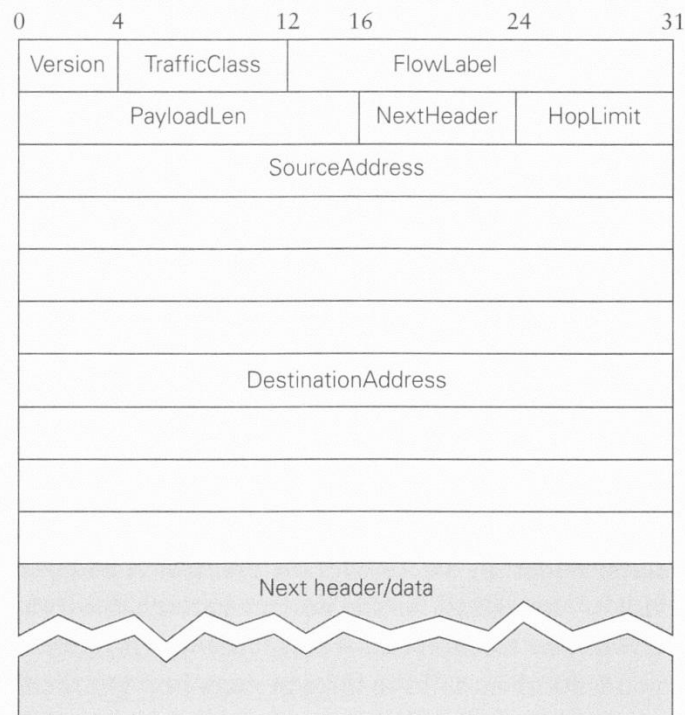 0 4 12 16 24 31
Version TrafficClass FlowLabel
PayloadLen NextHeader HopLimit
SourceAddress
DestinationAddress
Next header/data